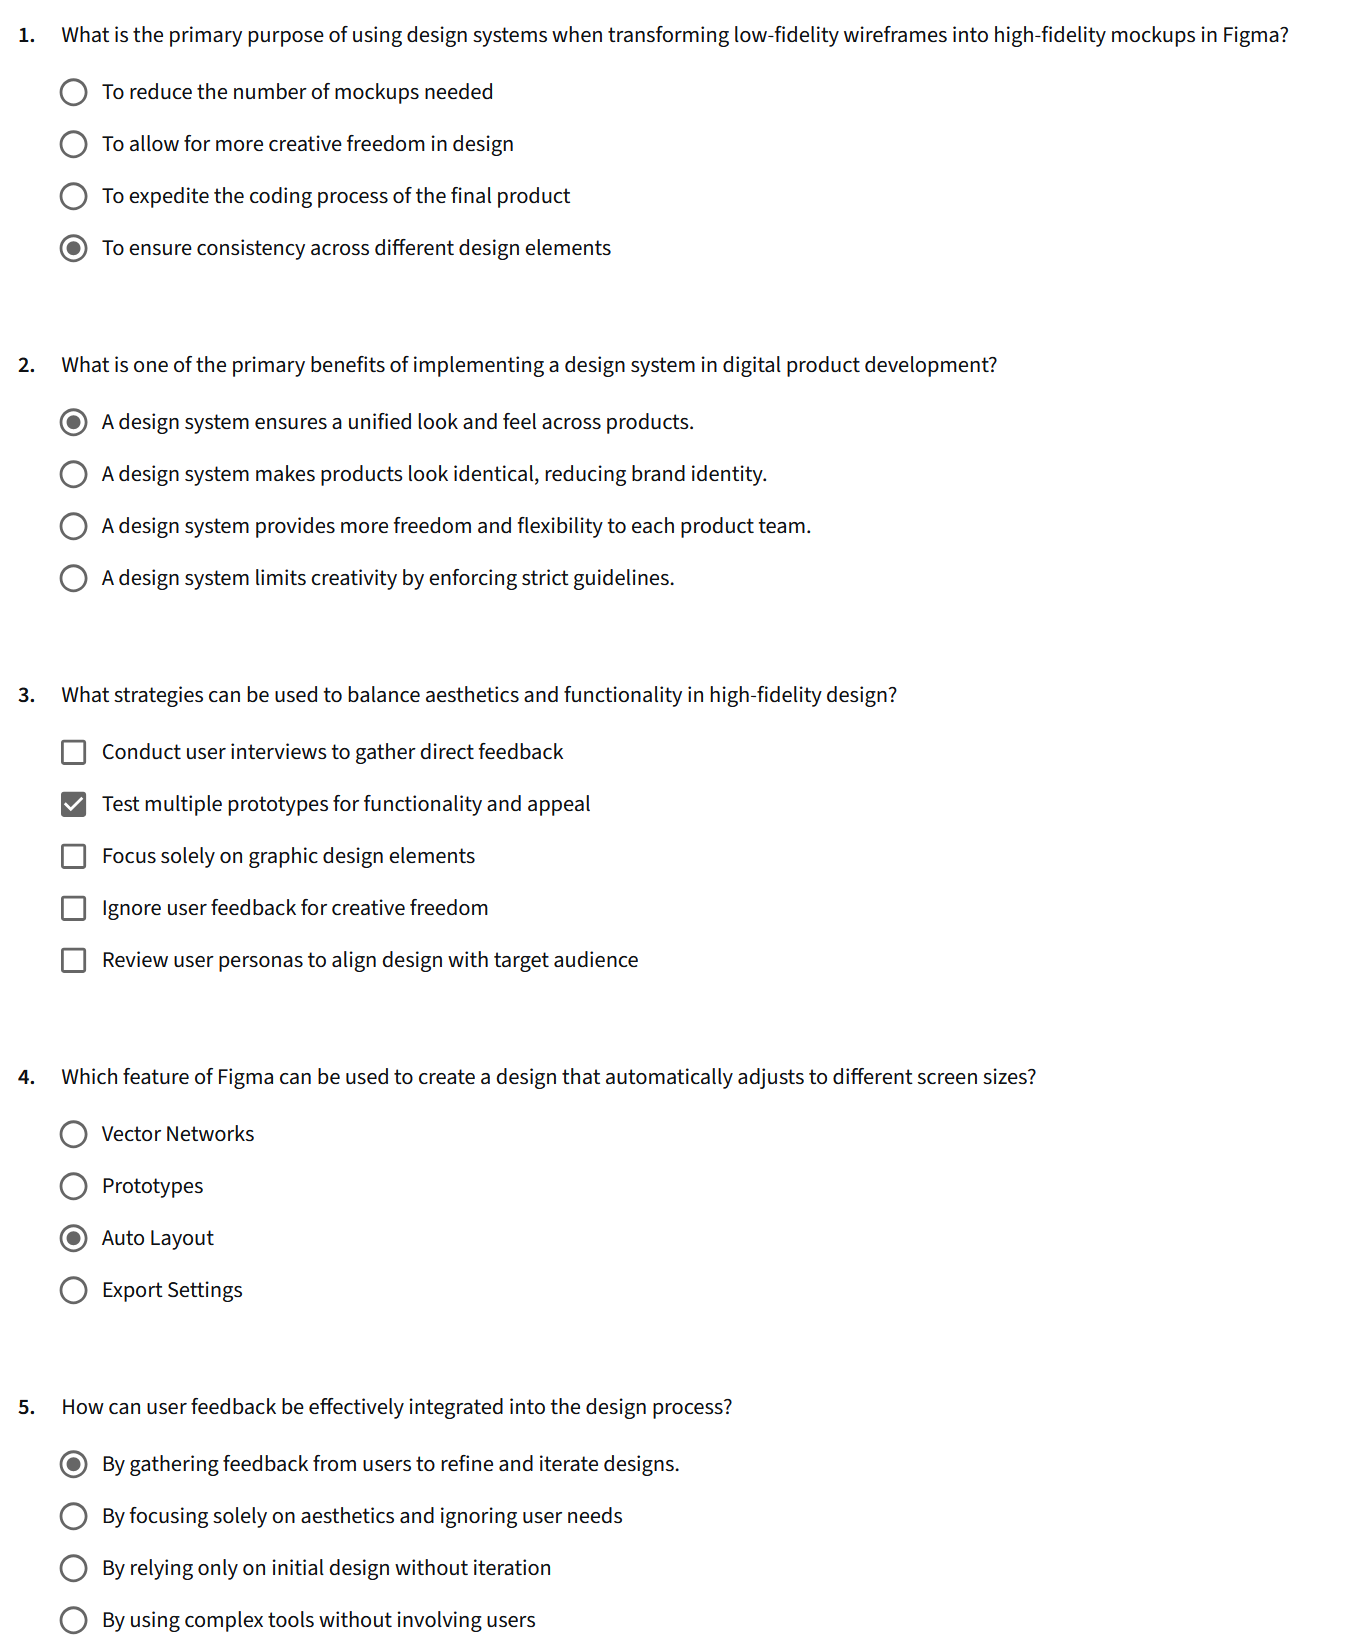 1. What is the primary purpose of using design systems when transforming low-fidelity wireframes into high-fidelity mockups in Figma?
To reduce the number of mockups needed
To allow for more creative freedom in design
To expedite the coding process of the final product
To ensure consistency across different design elements
2. What is one of the primary benefits of implementing a design system in digital product development?
A design system ensures a unified look and feel across products.
A design system makes products look identical, reducing brand identity.
A design system provides more freedom and flexibility to each product team.
A design system limits creativity by enforcing strict guidelines.
3. What strategies can be used to balance aesthetics and functionality in high-fidelity design?
Conduct user interviews to gather direct feedback
Test multiple prototypes for functionality and appeal
Focus solely on graphic design elements
Ignore user feedback for creative freedom
Review user personas to align design with target audience
4. Which feature of Figma can be used to create a design that automatically adjusts to different screen sizes?
Vector Networks
Prototypes
Auto Layout
Export Settings
5. How can user feedback be effectively integrated into the design process?
By gathering feedback from users to refine and iterate designs.
By focusing solely on aesthetics and ignoring user needs
By relying only on initial design without iteration
By using complex tools without involving users